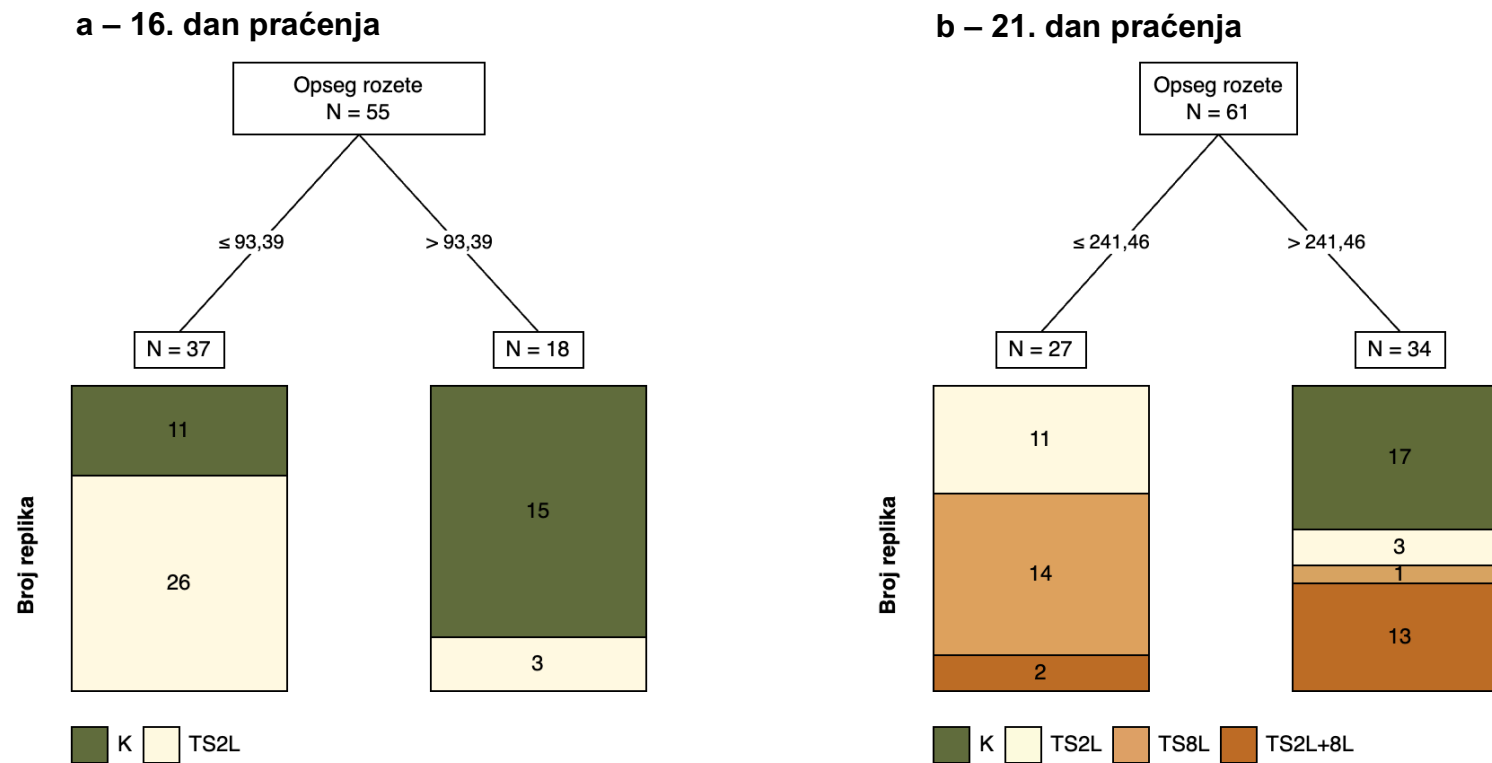 a – 16. dan praćenja
Opseg rozete
N = 55
≤ 93,39
> 93,39
N = 37
N = 18
Broj replika
11
26
15
3
K
TS2L
b – 21. dan praćenja
Opseg rozete
N = 61
≤ 241,46
> 241,46
N = 27
N = 34
Broj replika
11
14
2
17
3
1
13
K
TS2L
TS8L
TS2L+8L